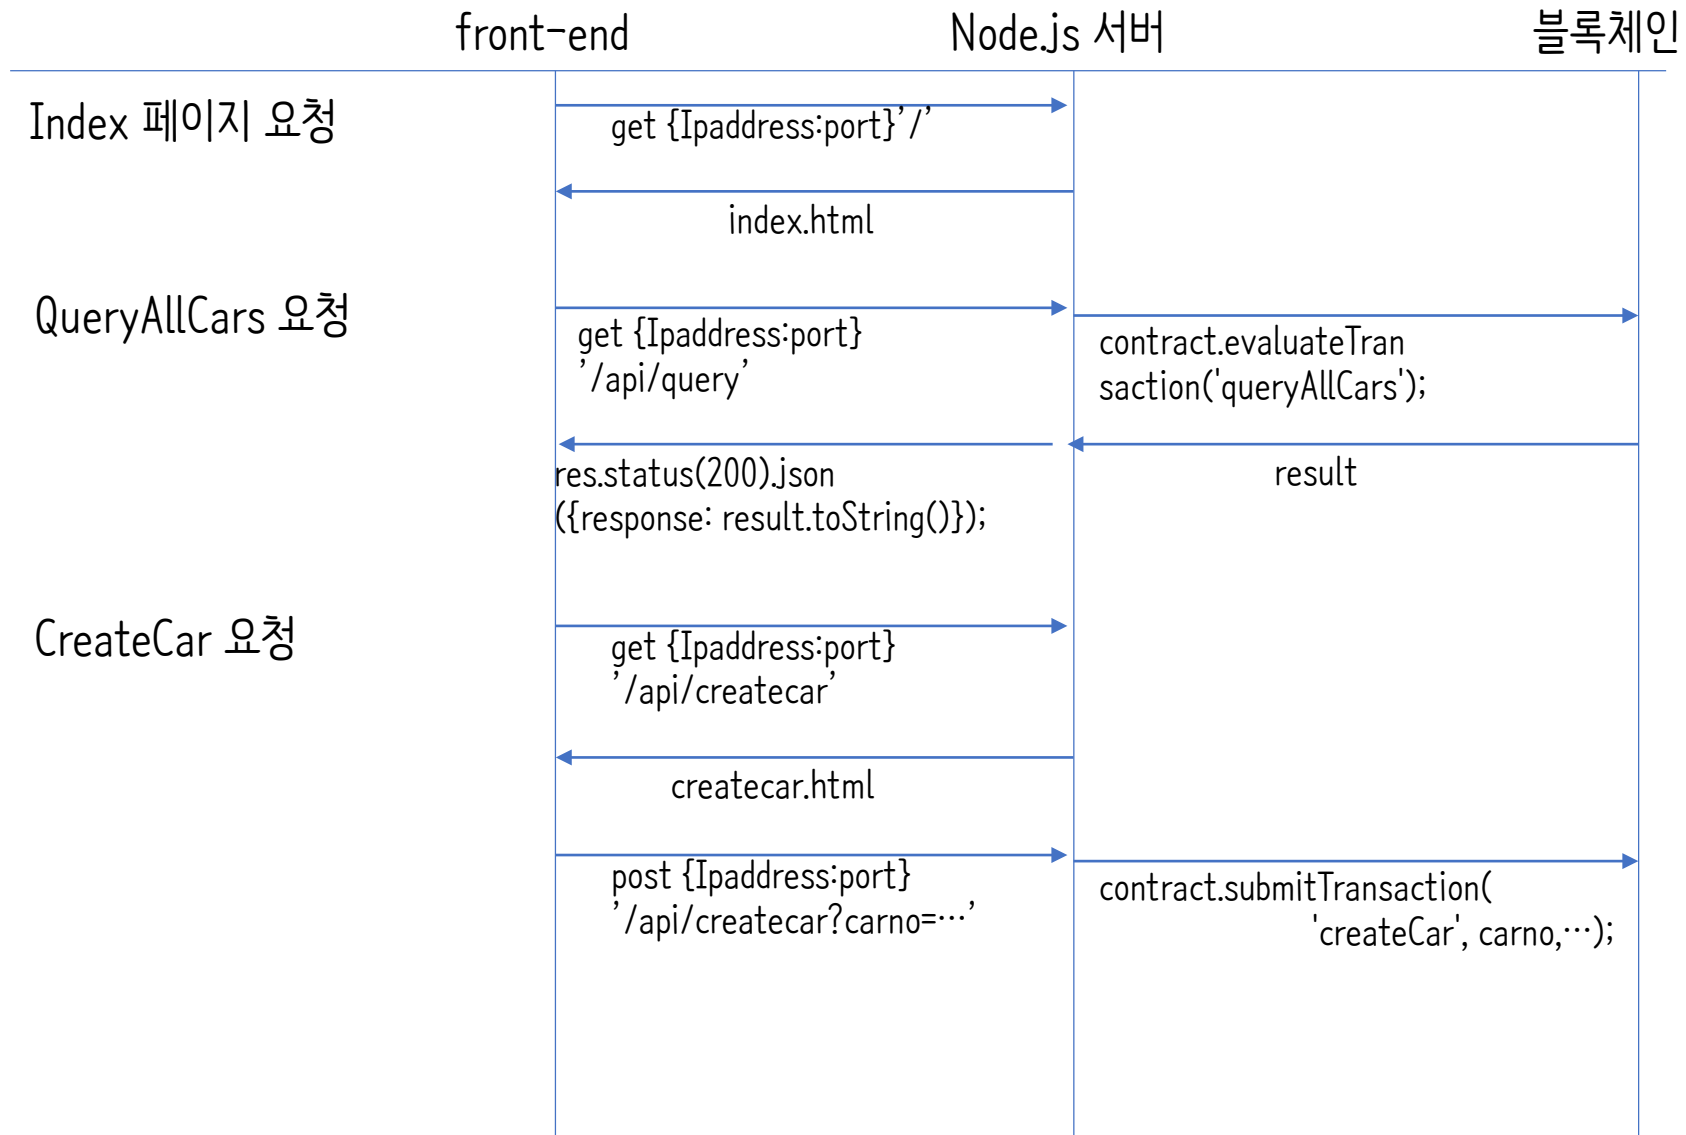 front-end
Node.js 서버
블록체인
Index 페이지 요청
get {Ipaddress:port}’/’
index.html
QueryAllCars 요청
get {Ipaddress:port}
’/api/query’
contract.evaluateTran
saction('queryAllCars');
res.status(200).json
({response: result.toString()});
result
CreateCar 요청
get {Ipaddress:port}
’/api/createcar’
createcar.html
post {Ipaddress:port}
’/api/createcar?carno=…’
contract.submitTransaction(
'createCar', carno,…);